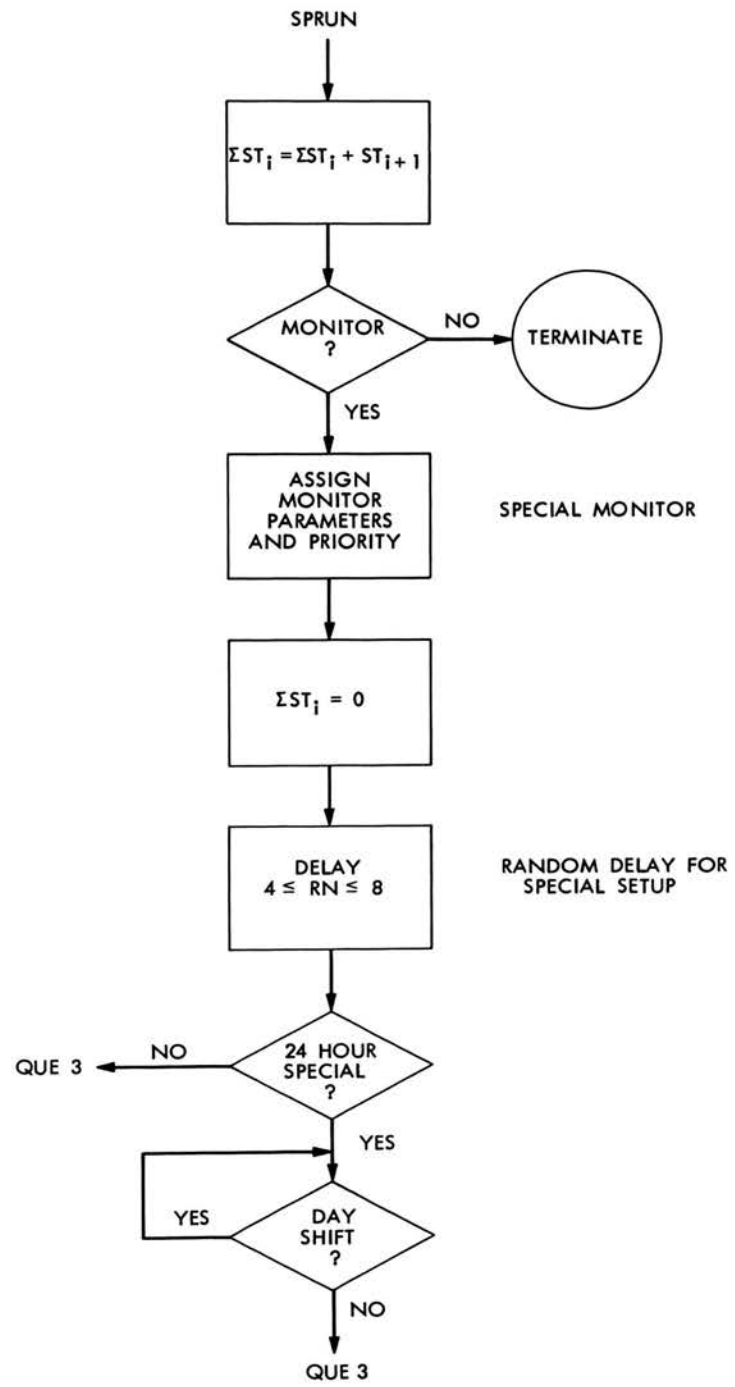 SPRUN
ΣST_i = ΣST_i + ST_{i+1}
MONITOR
?
NO
TERMINATE
YES
ASSIGN
MONITOR
PARAMETERS
AND PRIORITY
SPECIAL MONITOR
ΣST_i = 0
DELAY
4 ≤ RN ≤ 8
RANDOM DELAY FOR
SPECIAL SETUP
QUE 3
NO
24 HOUR
SPECIAL
?
YES
YES
DAY
SHIFT
?
NO
QUE 3